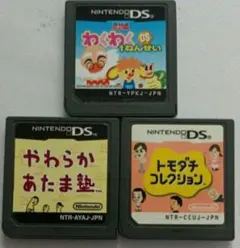 NINTENDO DS
わくわく
1ねんせい
NTR-YPKJ-JPN
NINTENDO DS
やわらか
あたま塾
Nintendo
NTR-AYAJ-JPN
NINTENDO DS
トモダチ
コレクション
Nintendo
NTR-CCUJ-JPN